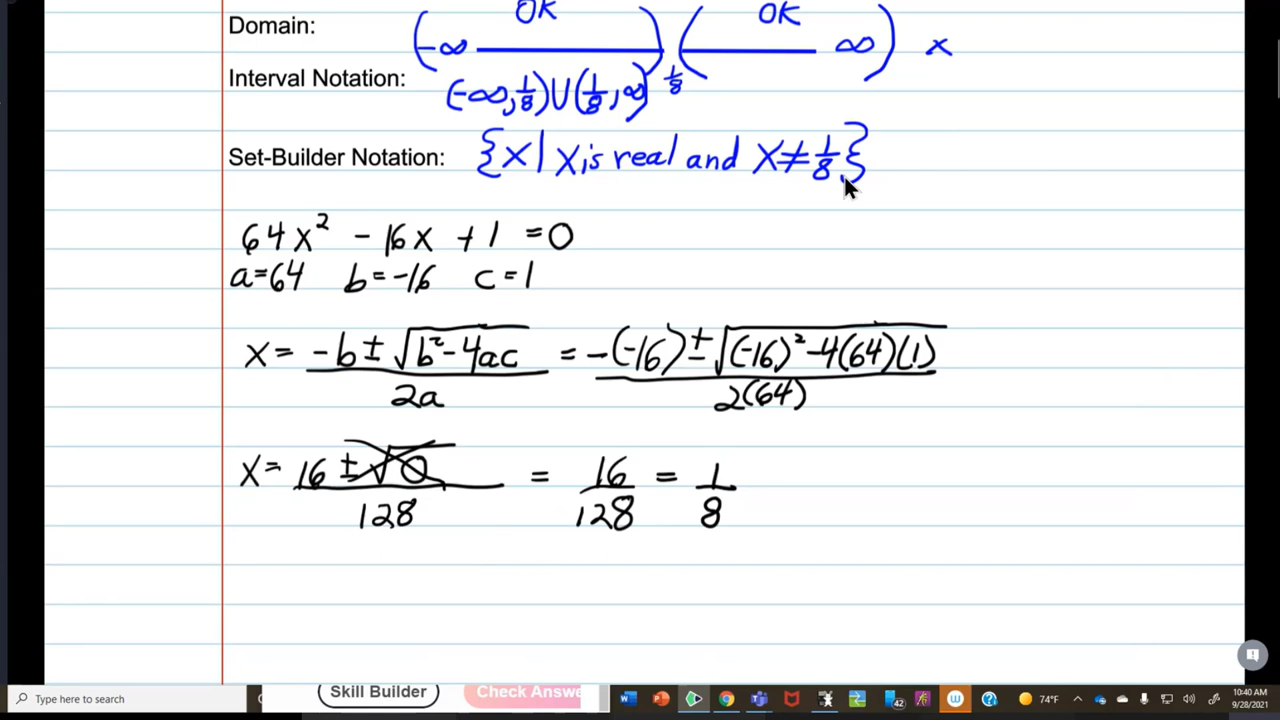 OK OK
Domain: (-∞ ) ( ∞) x
1/8
Interval Notation: (-∞, 1/8) U (1/8, ∞)
Set-Builder Notation: {x | x is real and x ≠ 1/8}
64x² - 16x + 1 = 0
a=64 b=-16 c=1
x = (-b ± √(b² - 4ac)) / 2a = (-(-16) ± √((-16)² - 4(64)(1))) / 2(64)
x = (16 ± √0) / 128 = 16/128 = 1/8
Skill Builder Check Answe
Type here to search 42 74°F 10:40 AM
9/28/2021